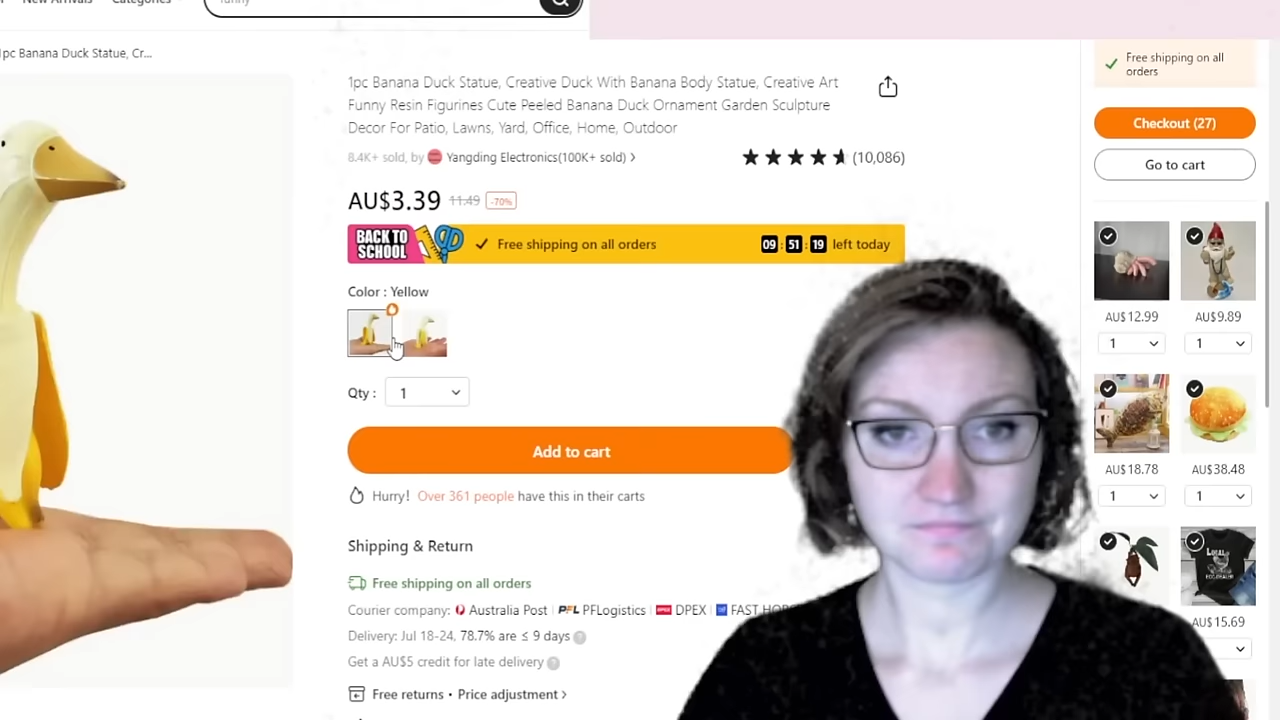 New Arrivals
Categories
funny
1pc Banana Duck Statue, Cr...
1pc Banana Duck Statue, Creative Duck With Banana Body Statue, Creative Art
Funny Resin Figurines Cute Peeled Banana Duck Ornament Garden Sculpture
Decor For Patio, Lawns, Yard, Office, Home, Outdoor
8.4K+ sold, by Yangding Electronics(100K+ sold) >
(10,086)
AU$3.39 11.49 -70%
BACK TO
SCHOOL
Free shipping on all orders
09 : 51 : 19 left today
Color : Yellow
Qty : 1
Add to cart
Hurry! Over 361 people have this in their carts
Shipping & Return
Free shipping on all orders
Courier company: Australia Post | PFL PFLogistics | DPEX | FAST
Delivery: Jul 18-24, 78.7% are ≤ 9 days ?
Get a AU$5 credit for late delivery ?
Free returns • Price adjustment >
Free shipping on all
orders
Checkout (27)
Go to cart
AU$12.99 AU$9.89
1 1
AU$18.78 AU$38.48
1 1
LOCAL
AU$15.69